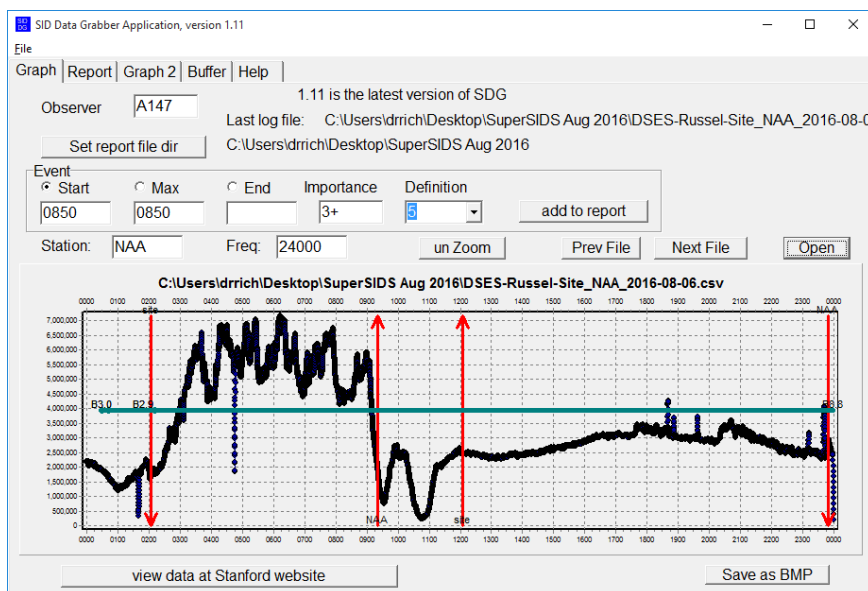 SID DG
SID Data Grabber Application, version 1.11
File
Graph Report Graph 2 Buffer Help
Observer A147
1.11 is the latest version of SDG
Last log file: C:\Users\drrich\Desktop\SuperSIDS Aug 2016\DSES-Russel-Site_NAA_2016-08-0
Set report file dir C:\Users\drrich\Desktop\SuperSIDS Aug 2016
Event
Start Max End Importance Definition
0850 0850 3+ 5 add to report
Station: NAA Freq: 24000 un Zoom Prev File Next File Open
C:\Users\drrich\Desktop\SuperSIDS Aug 2016\DSES-Russel-Site_NAA_2016-08-06.csv
0000 0100 0200 0300 0400 0500 0600 0700 0800 0900 1000 1100 1200 1300 1400 1500 1600 1700 1800 1900 2000 2100 2200 2300 0000
site NAA
7,000,000
6,500,000
6,000,000
5,500,000
5,000,000
4,500,000
4,000,000
B3.0 B2.9
3,500,000
3,000,000
2,500,000
2,000,000
1,500,000
1,000,000
500,000
NAA site
0
0000 0100 0200 0300 0400 0500 0600 0700 0800 0900 1000 1100 1200 1300 1400 1500 1600 1700 1800 1900 2000 2100 2200 2300 0000
view data at Stanford website Save as BMP